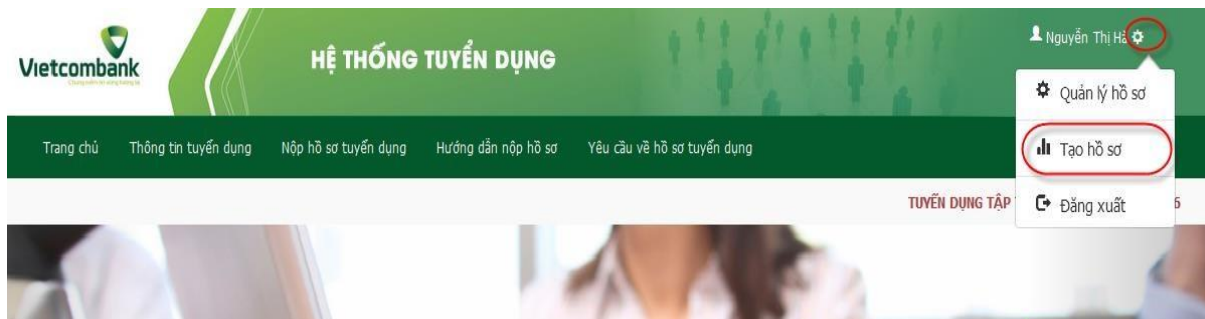 Vietcombank
HỆ THỐNG TUYỂN DỤNG
Nguyễn Thị Hà
Quản lý hồ sơ
Trang chủ Thông tin tuyển dụng Nộp hồ sơ tuyển dụng Hướng dẫn nộp hồ sơ Yêu cầu về hồ sơ tuyển dụng
Tạo hồ sơ
TUYỂN DỤNG TẬP
Đăng xuất
6